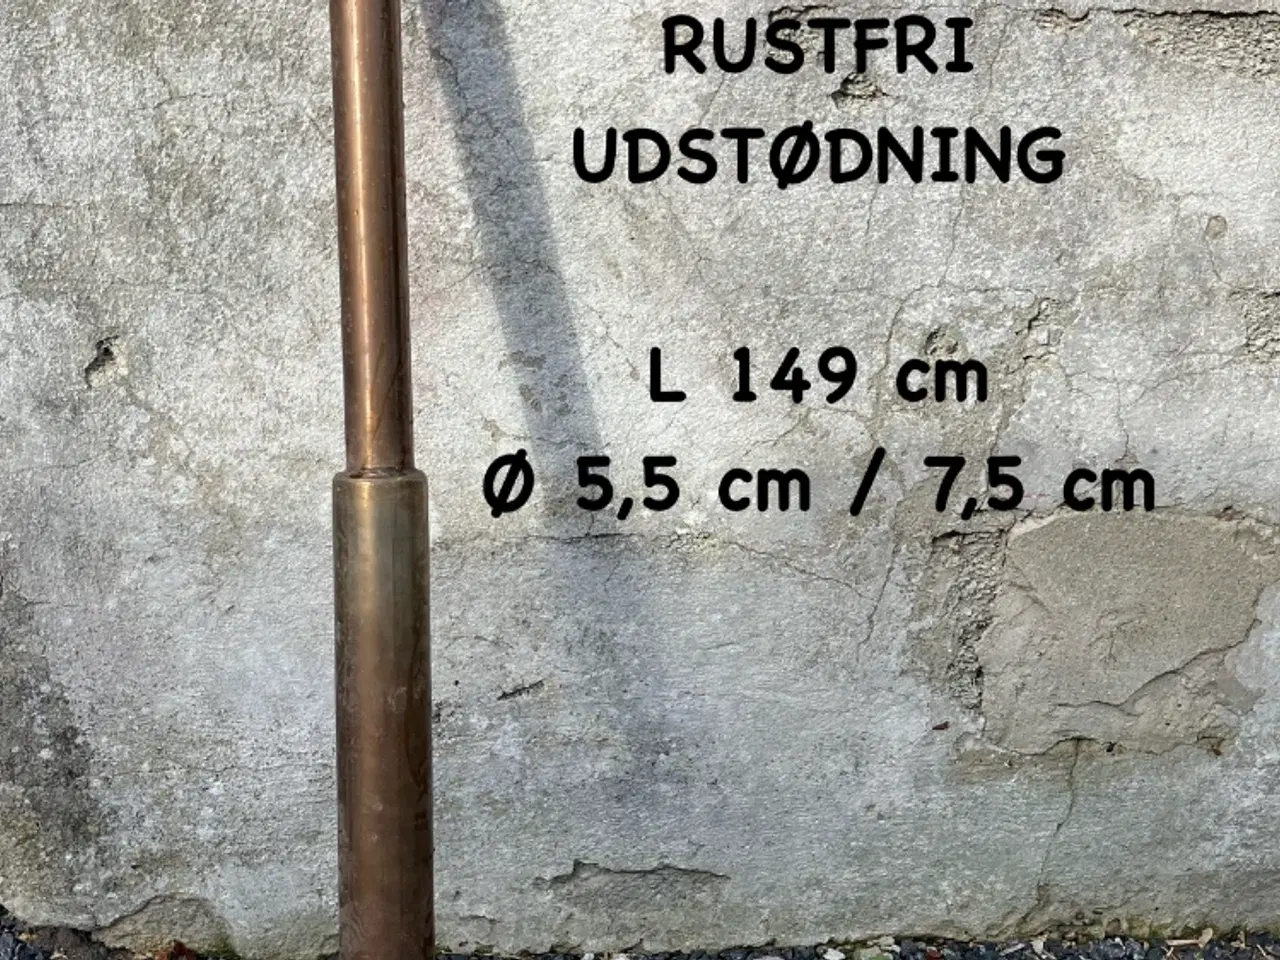 RUSTFRI
UDSTØDNING
L 149 cm
Ø 5,5 cm / 7,5 cm